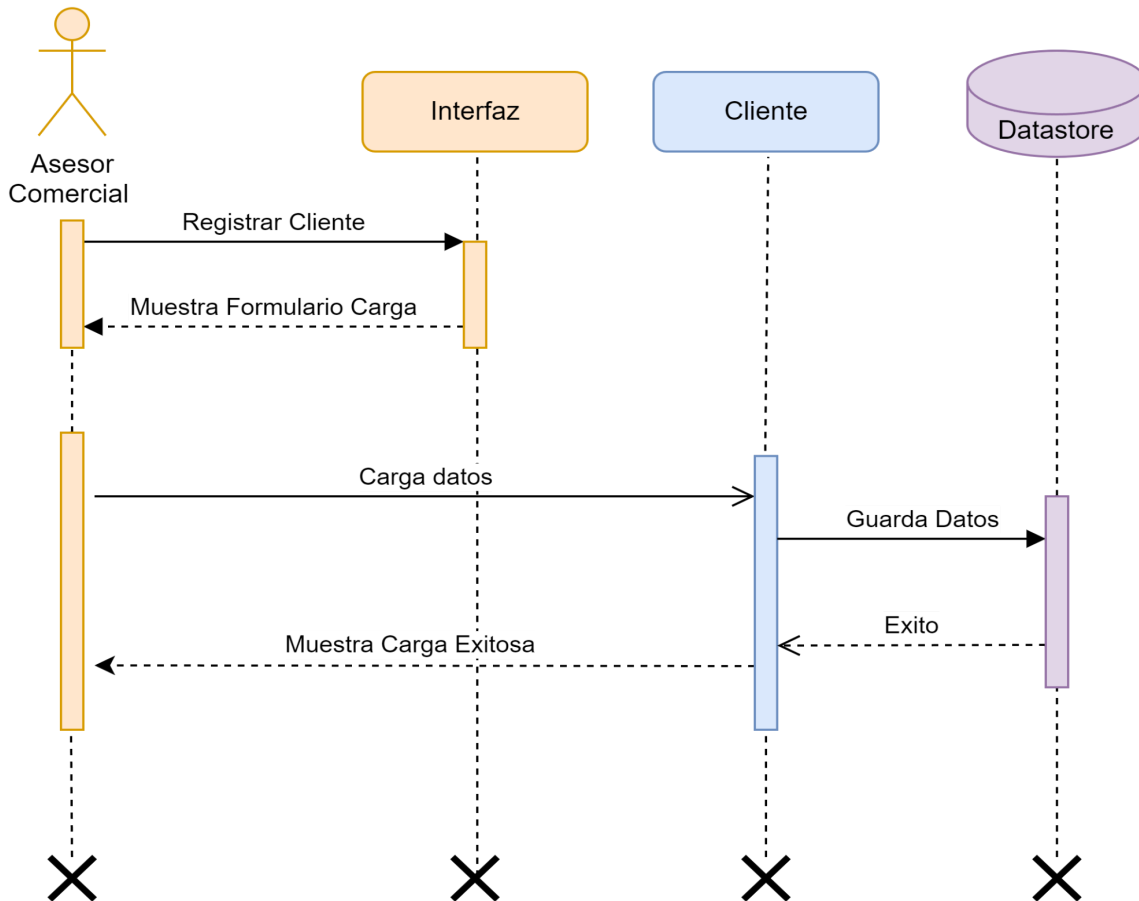 Asesor
Comercial
Interfaz
Cliente
Datastore
Registrar Cliente
Muestra Formulario Carga
Carga datos
Guarda Datos
Exito
Muestra Carga Exitosa